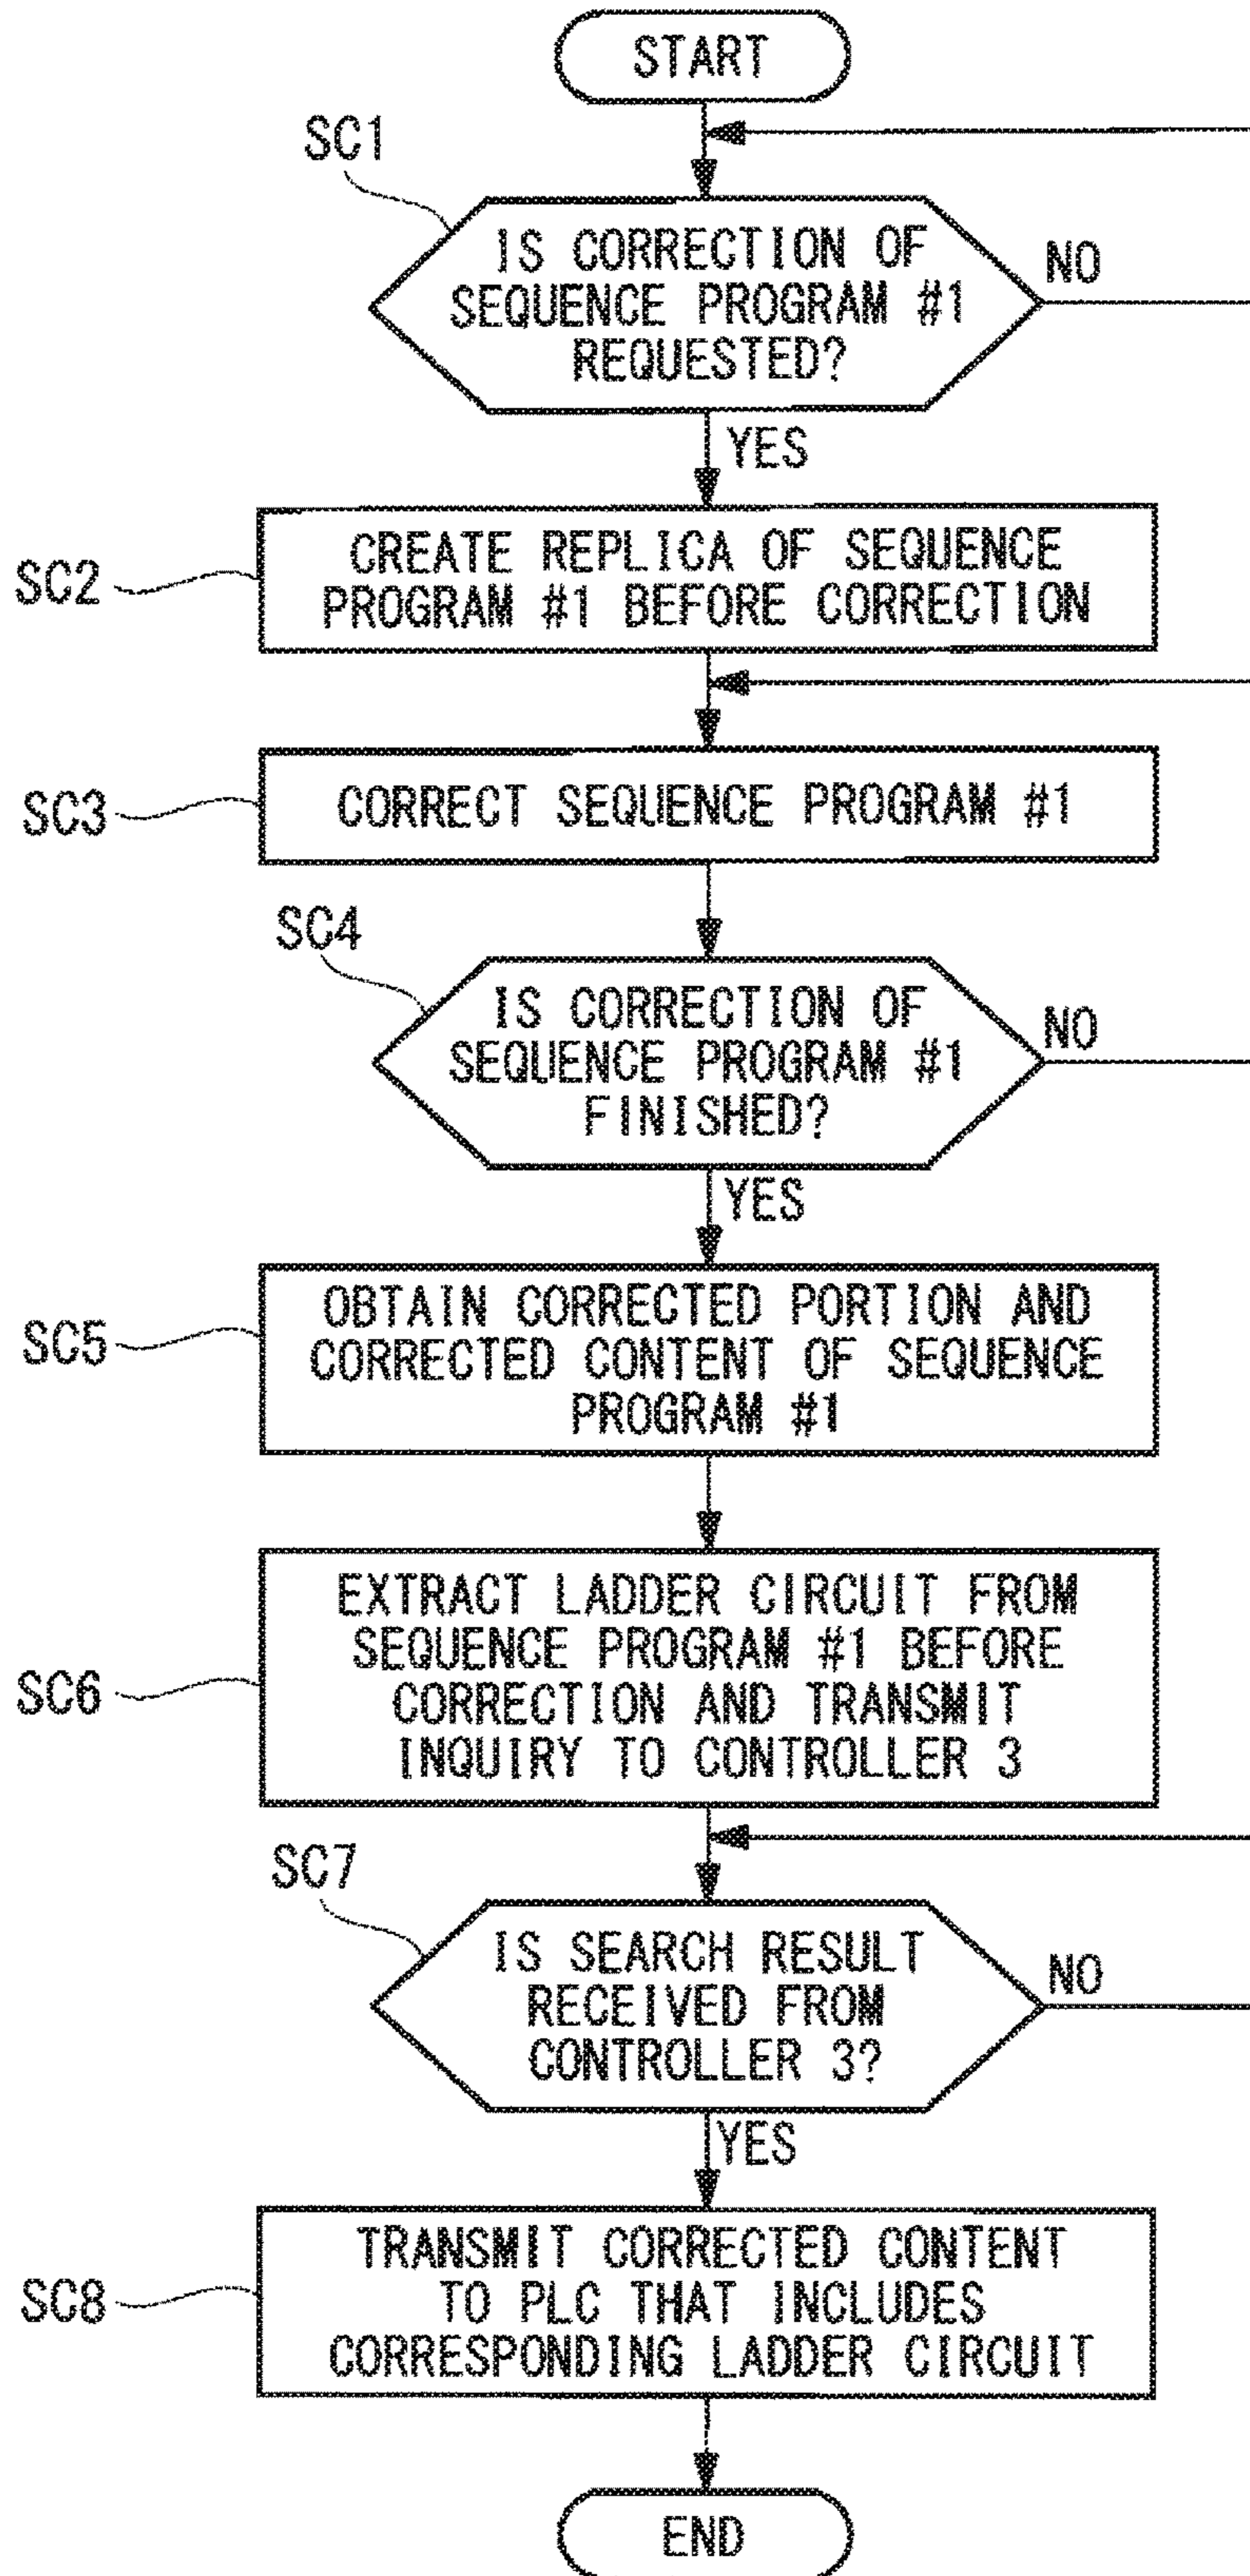 START
SC1
IS CORRECTION OF
SEQUENCE PROGRAM #1
REQUESTED?
NO
YES
SC2
CREATE REPLICA OF SEQUENCE
PROGRAM #1 BEFORE CORRECTION
SC3
CORRECT SEQUENCE PROGRAM #1
SC4
IS CORRECTION OF
SEQUENCE PROGRAM #1
FINISHED?
NO
YES
SC5
OBTAIN CORRECTED PORTION AND
CORRECTED CONTENT OF SEQUENCE
PROGRAM #1
SC6
EXTRACT LADDER CIRCUIT FROM
SEQUENCE PROGRAM #1 BEFORE
CORRECTION AND TRANSMIT
INQUIRY TO CONTROLLER 3
SC7
IS SEARCH RESULT
RECEIVED FROM
CONTROLLER 3?
NO
YES
SC8
TRANSMIT CORRECTED CONTENT
TO PLC THAT INCLUDES
CORRESPONDING LADDER CIRCUIT
END